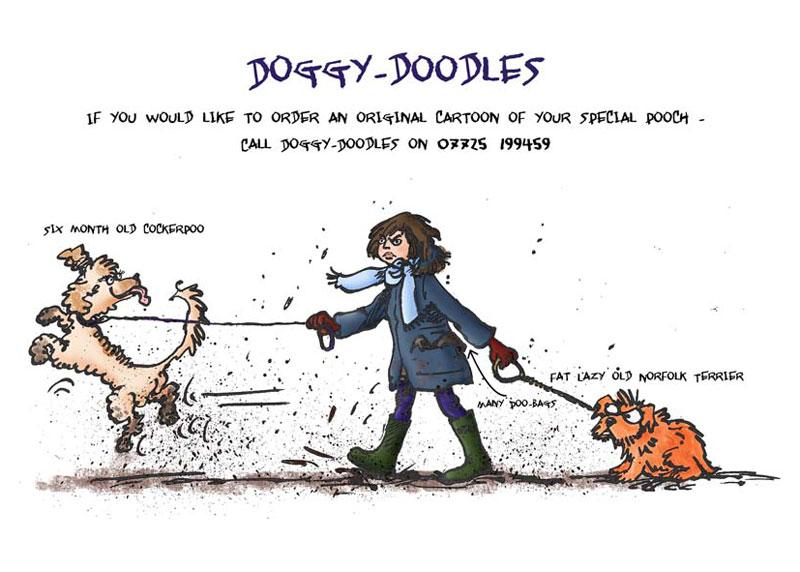 DOGGY-DOODLES
IF YOU WOULD LIKE TO ORDER AN ORIGINAL CARTOON OF YOUR SPECIAL POOCH -
CALL DOGGY-DOODLES ON 07725 199459
SIX MONTH OLD COCKERPOO
FAT LAZY OLD NORFOLK TERRIER
MANY POO-BAGS